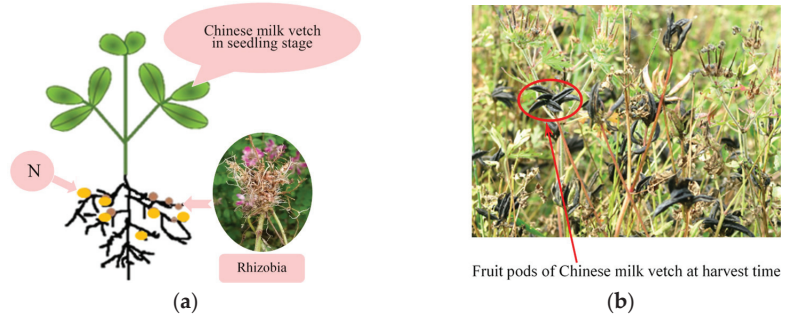 Chinese milk vetch
in seedling stage
N
Rhizobia
(a)
Fruit pods of Chinese milk vetch at harvest time
(b)